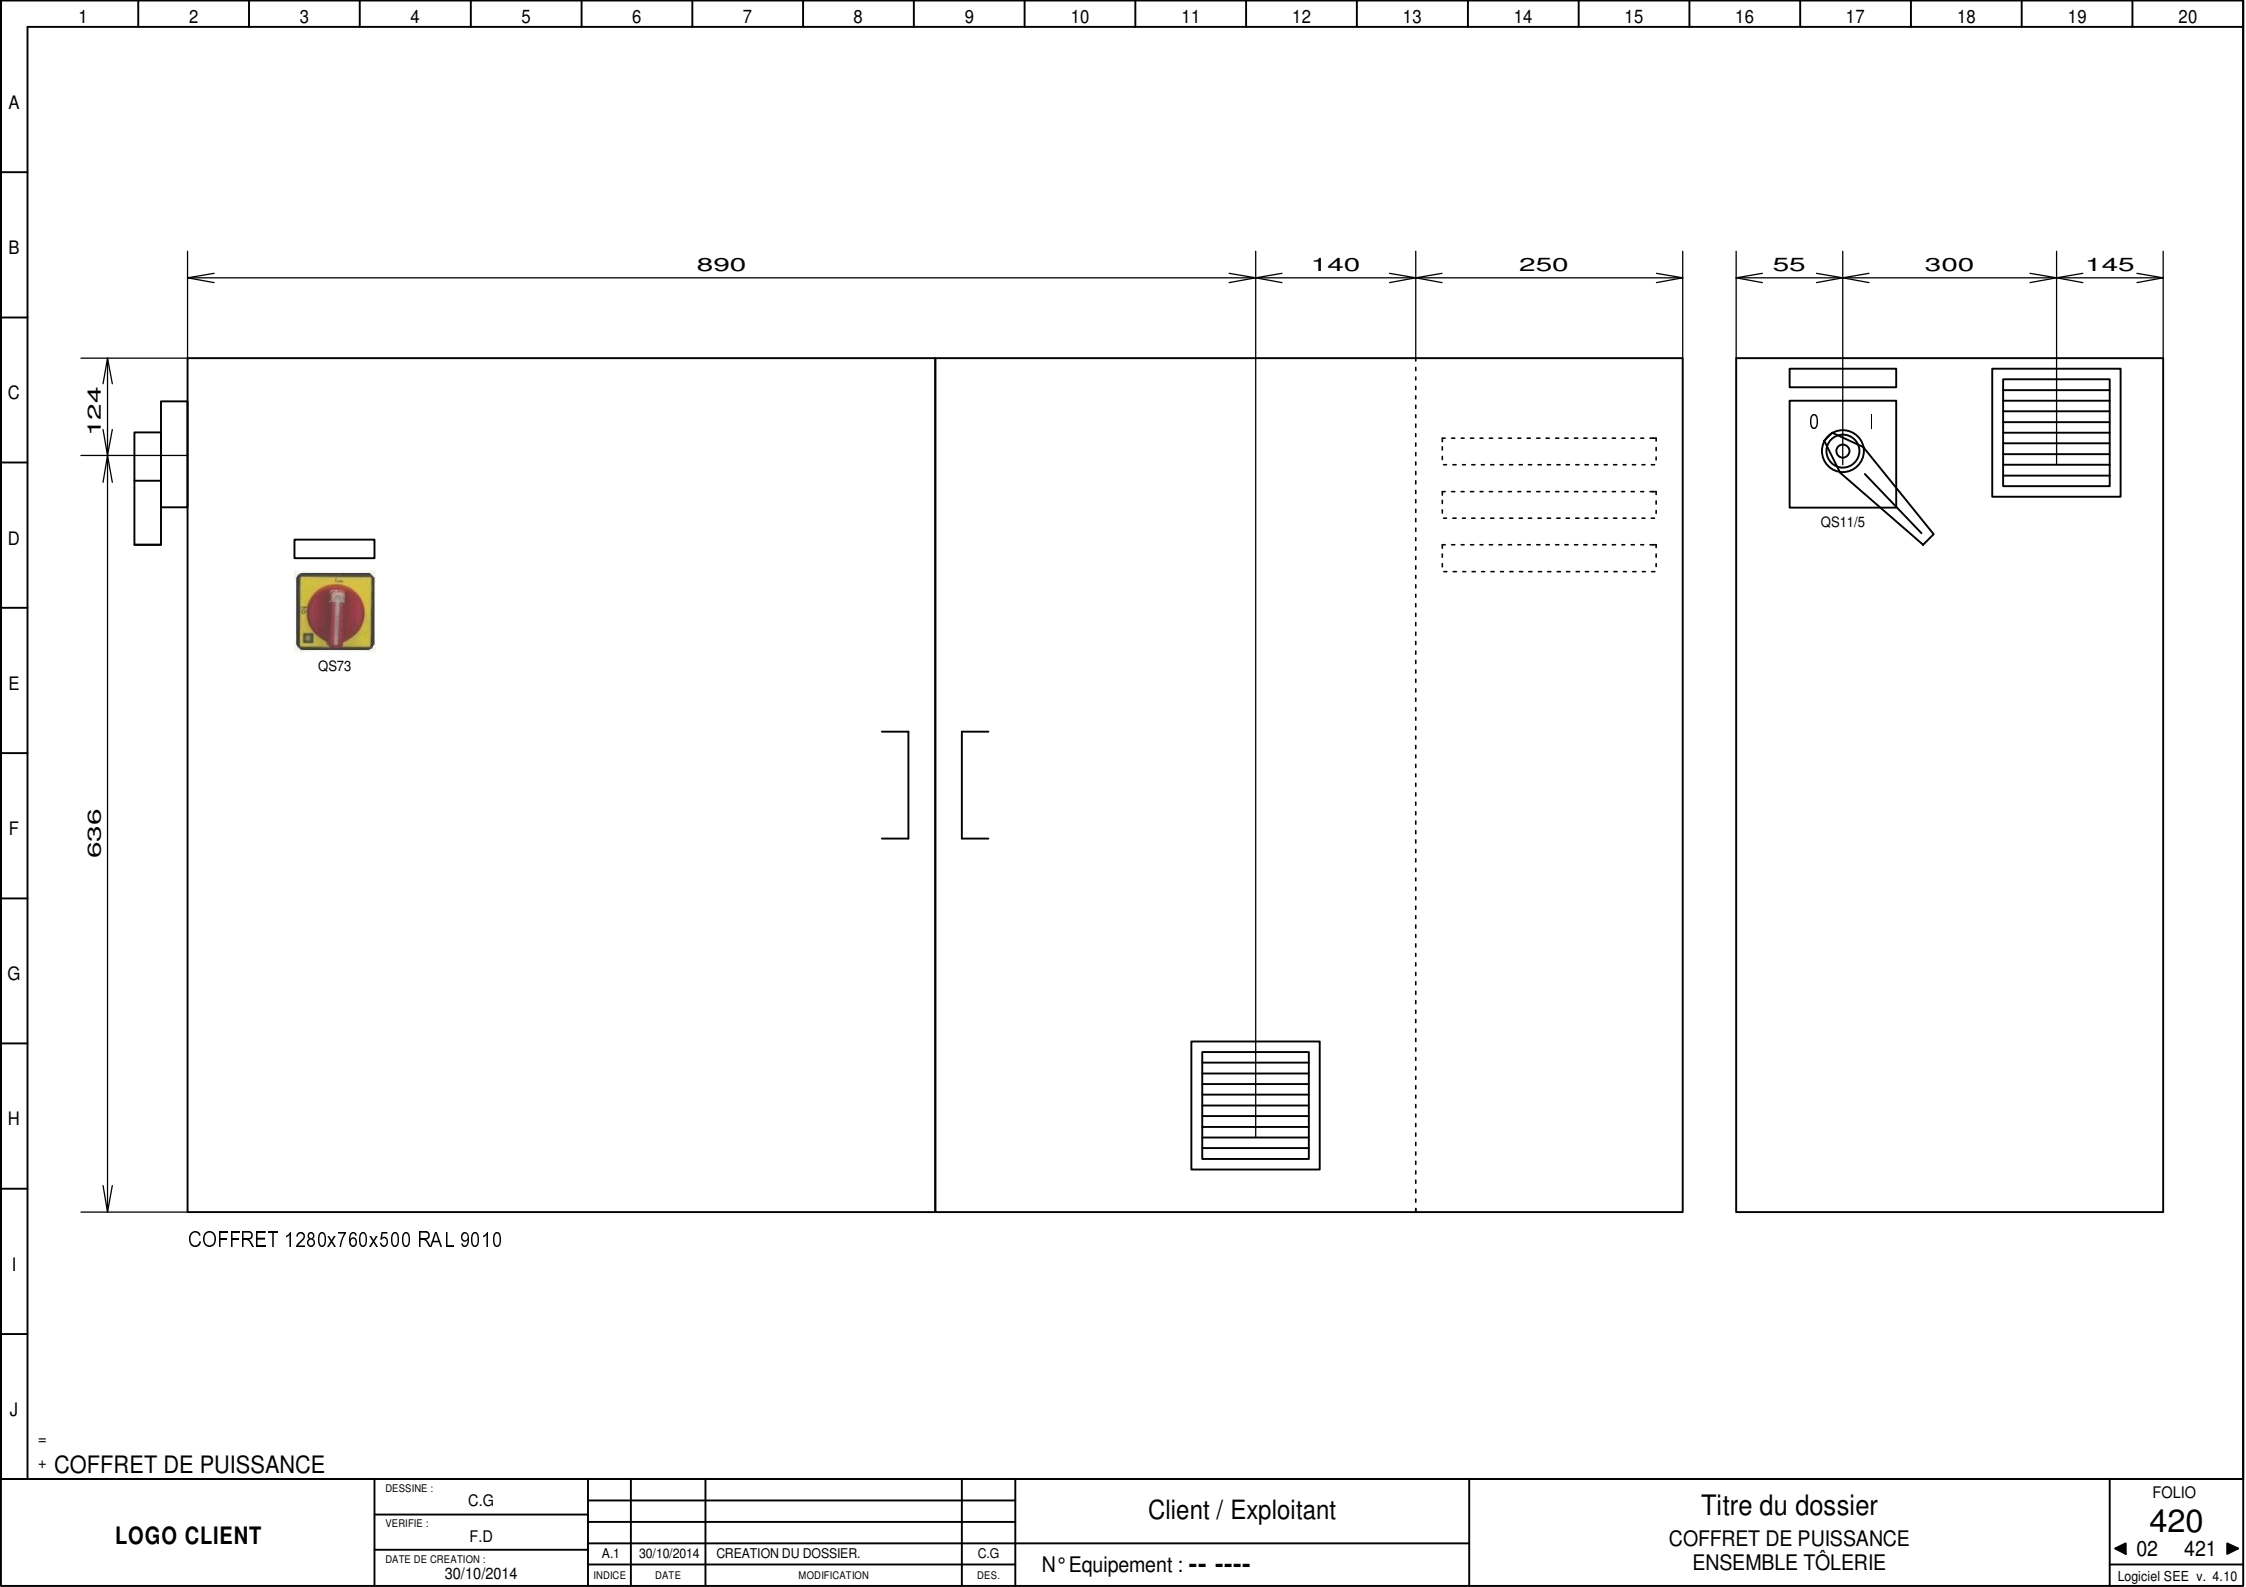 1 2 3 4 5 6 7 8 9 10 11 12 13 14 15 16 17 18 19 20
A
B
890 140 250 55 300 145
C
124
0 I
D
QS11/5
E
QS73
F
636
G
H
COFFRET 1280x760x500 RAL 9010
I
J
=
+ COFFRET DE PUISSANCE
LOGO CLIENT
DESSINE :
C.G
VERIFIE :
F.D
DATE DE CREATION :
30/10/2014
A.1 30/10/2014 CREATION DU DOSSIER. C.G
INDICE DATE MODIFICATION DES.
Client / Exploitant
N° Equipement : -- ----
Titre du dossier
COFFRET DE PUISSANCE
ENSEMBLE TÔLERIE
FOLIO
420
◄ 02 421 ►
Logiciel SEE v. 4.10